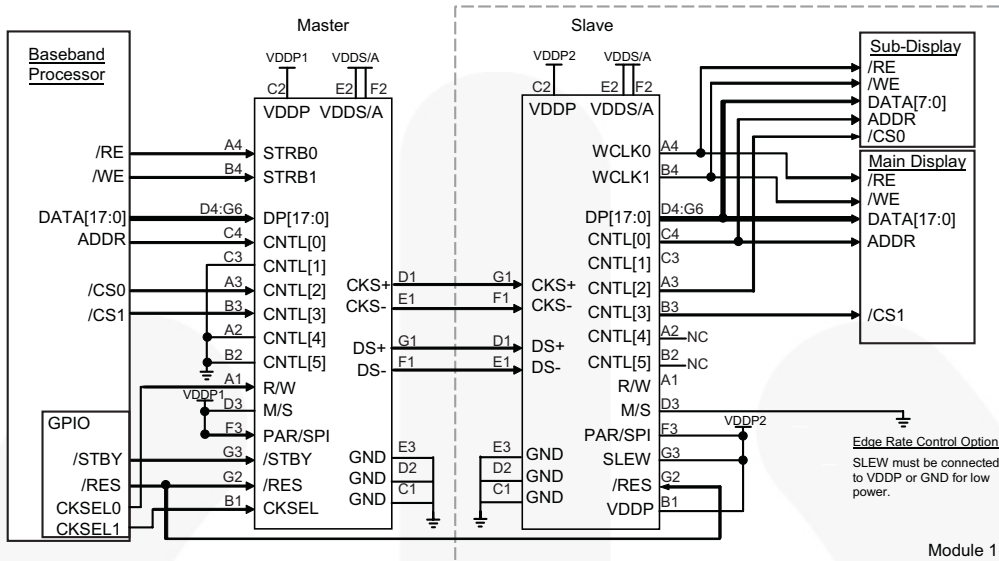 Master
Slave
Baseband
Processor
/RE
/WE
DATA[17:0]
ADDR
/CS0
/CS1
GPIO
/STBY
/RES
CKSEL0
CKSEL1
A4
B4
D4:G6
C4
C3
A3
B3
A2
B2
A1
VDDP1
D3
F3
G3
G2
B1
VDDP1
VDDS/A
C2
E2
F2
VDDP
VDDS/A
STRB0
STRB1
DP[17:0]
CNTL[0]
CNTL[1]
CNTL[2]
CNTL[3]
CNTL[4]
CNTL[5]
R/W
M/S
PAR/SPI
/STBY
/RES
CKSEL
CKS+
CKS-
DS+
DS-
GND
GND
GND
D1
E1
G1
F1
E3
D2
C1
G1
F1
D1
E1
E3
D2
C1
VDDP2
VDDS/A
C2
E2
F2
VDDP
VDDS/A
CKS+
CKS-
DS+
DS-
GND
GND
GND
WCLK0
WCLK1
DP[17:0]
CNTL[0]
CNTL[1]
CNTL[2]
CNTL[3]
CNTL[4]
CNTL[5]
R/W
M/S
PAR/SPI
SLEW
/RES
VDDP
A4
B4
D4:G6
C4
C3
A3
B3
A2
NC
B2
NC
A1
D3
F3
G3
G2
B1
VDDP2
Sub-Display
/RE
/WE
DATA[7:0]
ADDR
/CS0
Main Display
/RE
/WE
DATA[17:0]
ADDR
/CS1
Edge Rate Control Option
SLEW must be connected
to VDDP or GND for low
power.
Module 1